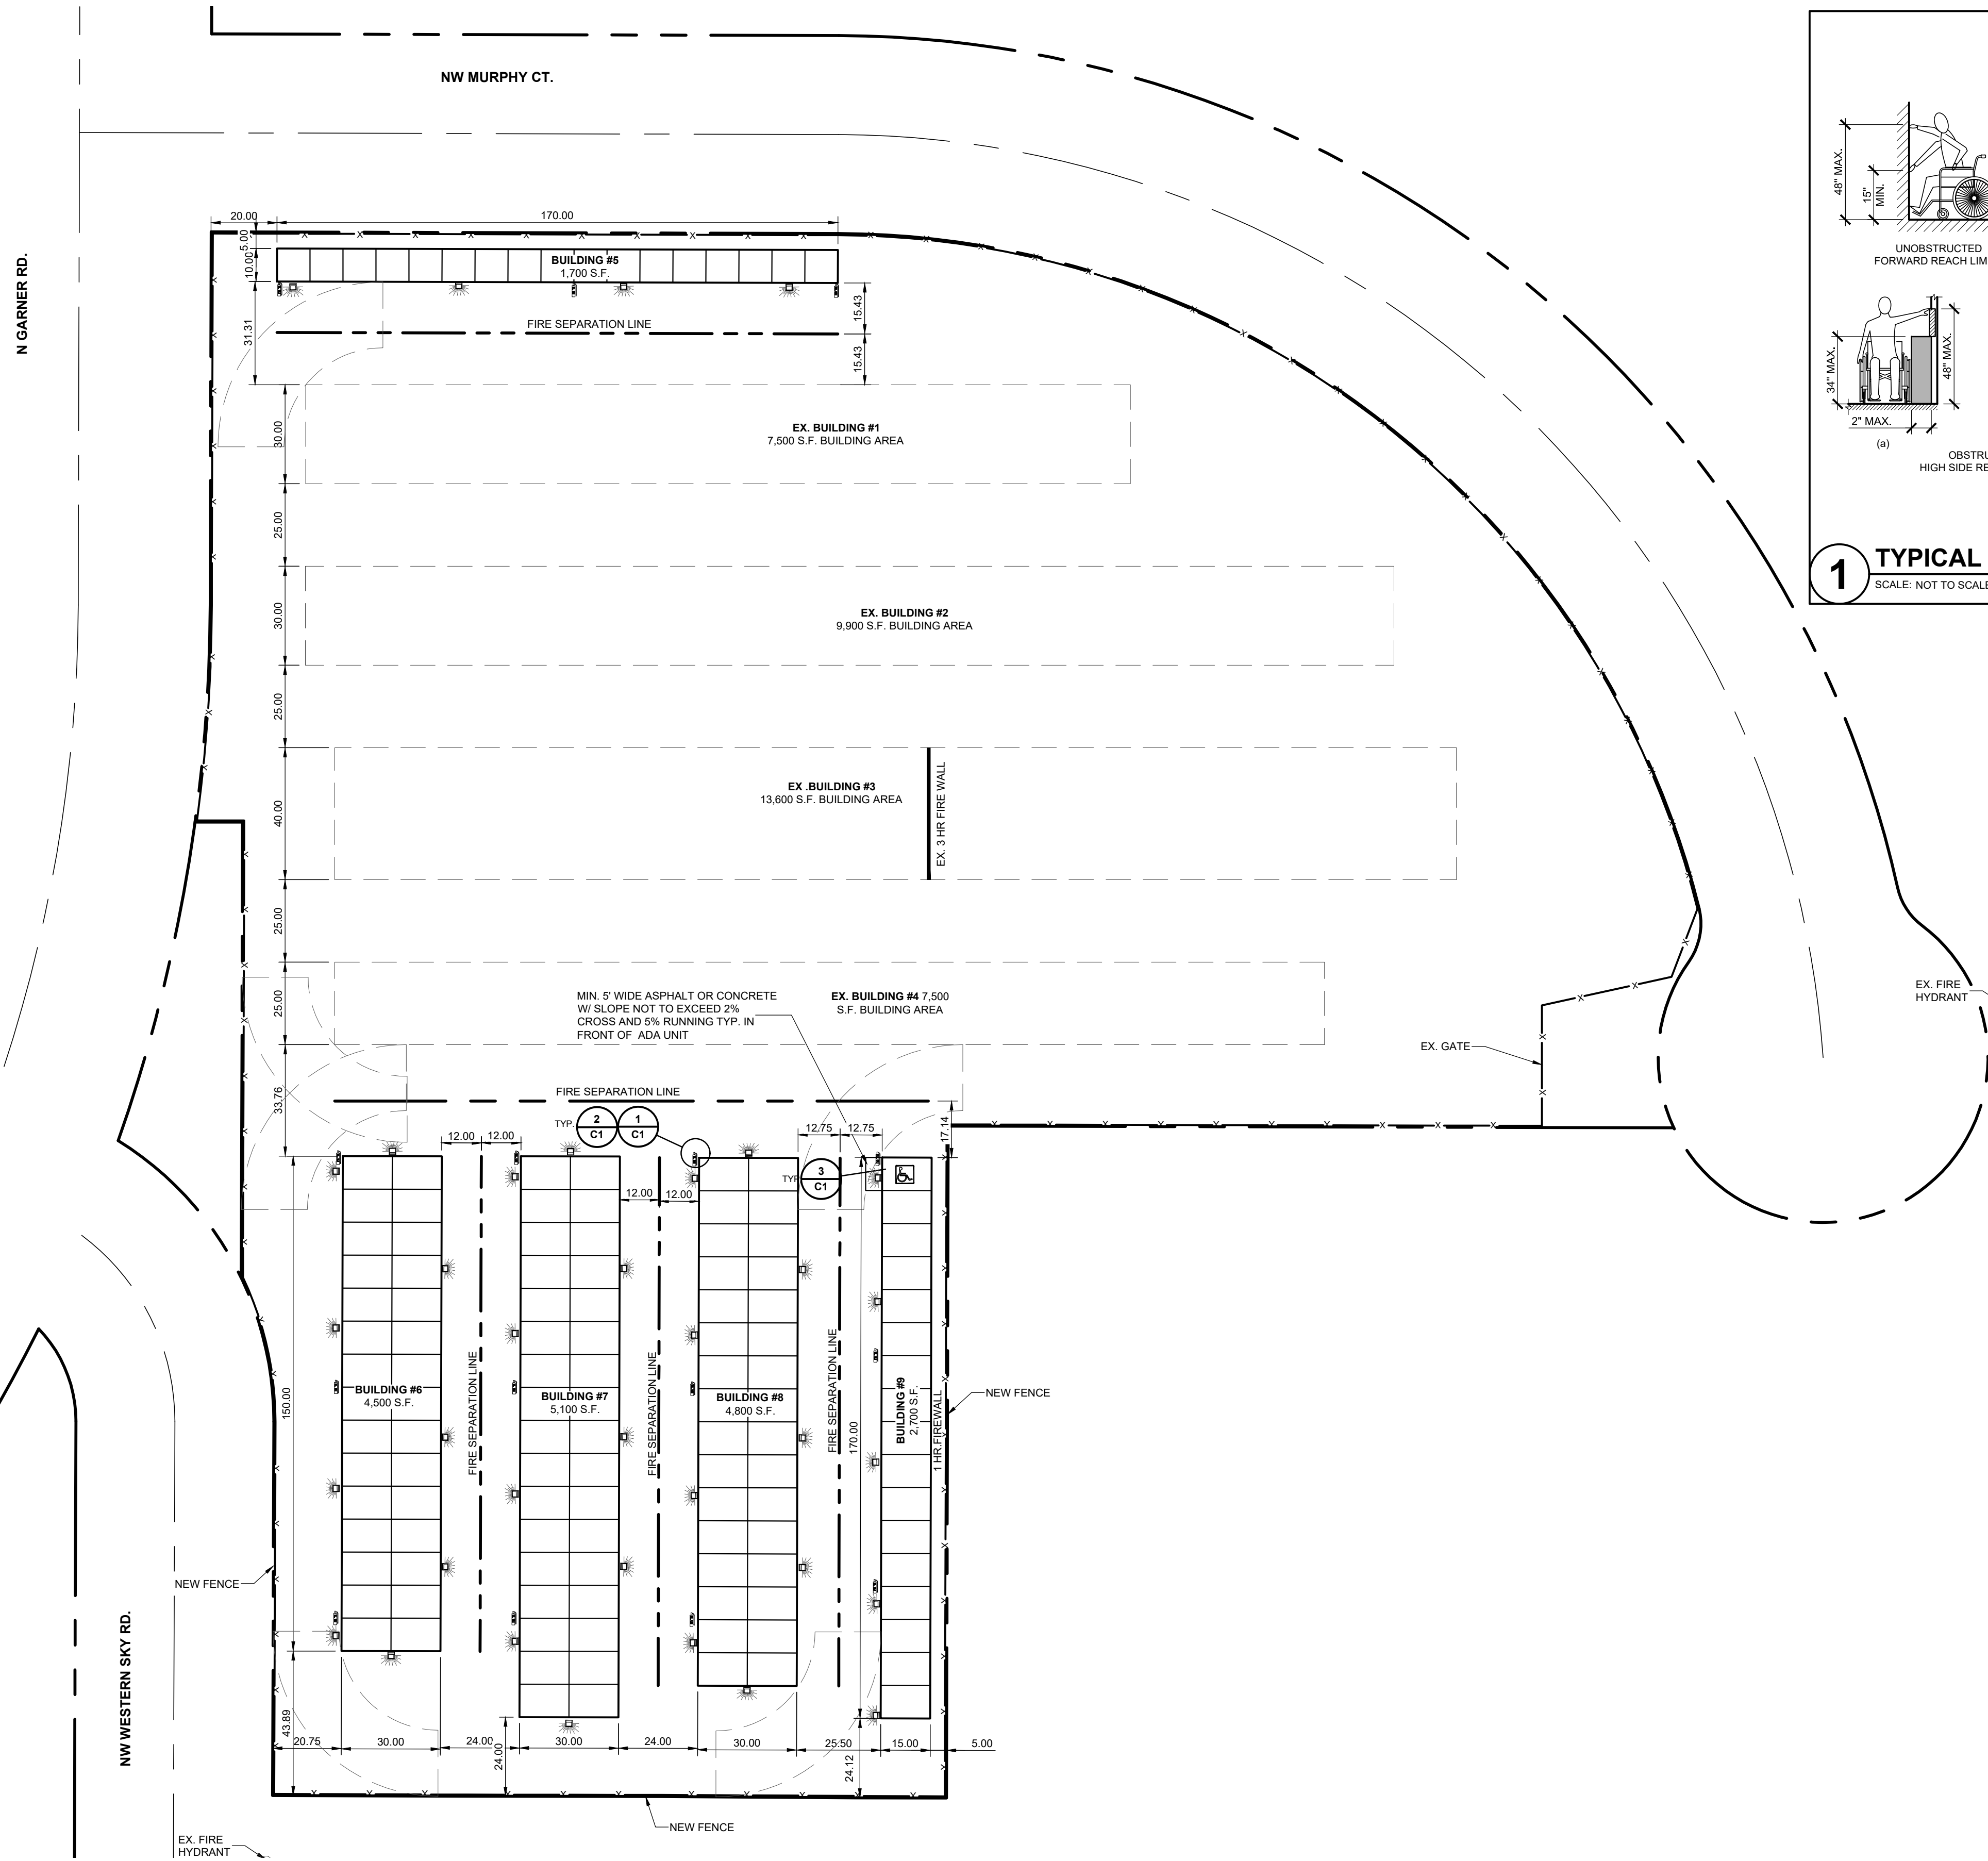 NW MURPHY CT.
N GARNER RD.
20.00
170.00
5.00
10.00
BUILDING #5
1,700 S.F.
31.31
FIRE SEPARATION LINE
15.43
15.43
30.00
EX. BUILDING #1
7,500 S.F. BUILDING AREA
25.00
30.00
EX. BUILDING #2
9,900 S.F. BUILDING AREA
25.00
40.00
EX .BUILDING #3
13,600 S.F. BUILDING AREA
EX. 3 HR FIRE WALL
25.00
25.00
MIN. 5' WIDE ASPHALT OR CONCRETE
W/ SLOPE NOT TO EXCEED 2%
CROSS AND 5% RUNNING TYP. IN
FRONT OF ADA UNIT
EX. BUILDING #4 7,500
S.F. BUILDING AREA
EX. GATE
33.76
FIRE SEPARATION LINE
TYP.
2
C1
1
C1
12.00
12.00
12.75
12.75
17.14
12.00
12.00
TYP.
3
C1
150.00
BUILDING #6
4,500 S.F.
FIRE SEPARATION LINE
BUILDING #7
5,100 S.F.
FIRE SEPARATION LINE
BUILDING #8
4,800 S.F.
FIRE SEPARATION LINE
170.00
BUILDING #9
2,700 S.F.
1 HR.FIREWALL
NEW FENCE
NEW FENCE
NW WESTERN SKY RD.
43.89
20.75
30.00
24.00
24.00
30.00
24.00
30.00
25.50
24.12
15.00
5.00
NEW FENCE
EX. FIRE
HYDRANT
EX. FIRE
HYDRANT
48" MAX.
15"
MIN.
UNOBSTRUCTED
FORWARD REACH LIM
34" MAX.
48" MAX.
2" MAX.
(a)
OBSTRU
HIGH SIDE RE
1
TYPICAL
SCALE: NOT TO SCALE